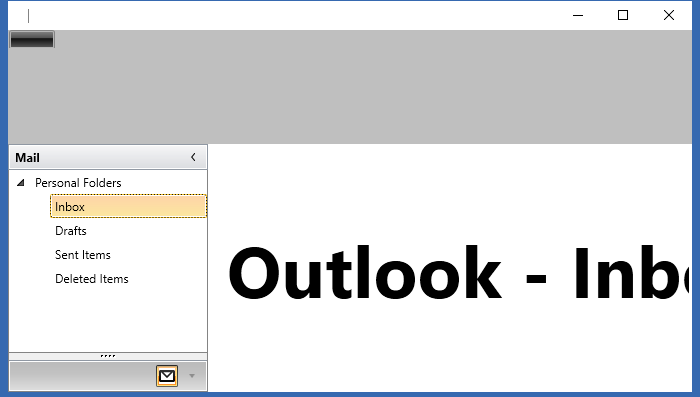 Mail
Personal Folders
Inbox
Drafts
Sent Items
Deleted Items
Outlook - Inb